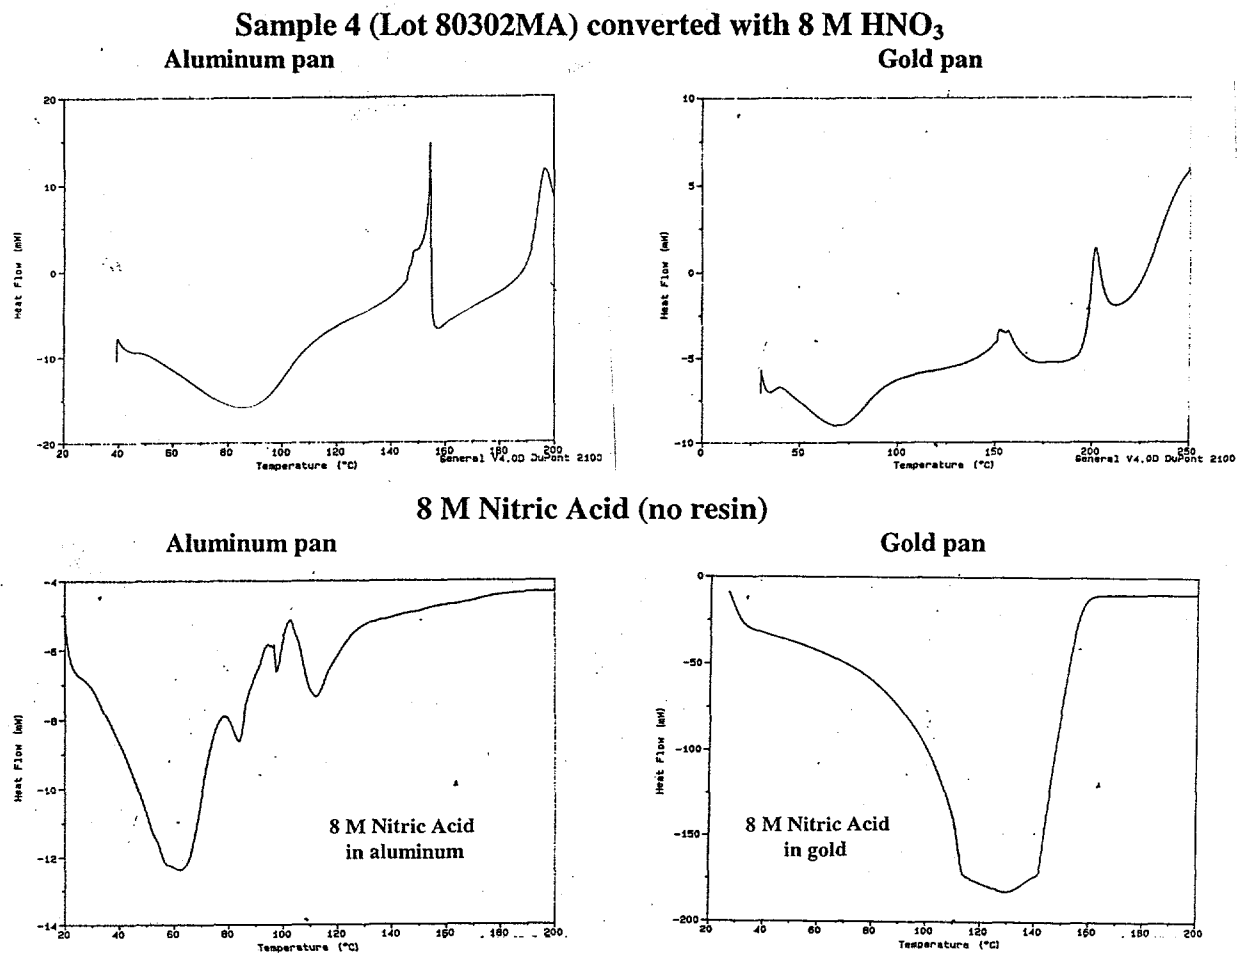 Sample 4 (Lot 80302MA) converted with 8 M HNO₃
Aluminum pan
Gold pan
20
10
0
-10
-20
Heat Flow (mW)
20 40 60 80 100 120 140 160 180 200
Temperature (°C)
General V4.0D DuPont 2100
10
5
0
-5
-10
Heat Flow (mW)
0 50 100 150 200 250
Temperature (°C)
General V4.0D DuPont 2100
8 M Nitric Acid (no resin)
Aluminum pan
Gold pan
-4
-6
-8
-10
-12
-14
Heat Flow (mW)
8 M Nitric Acid
in aluminum
20 40 60 80 100 120 140 160 180 200
Temperature (°C)
0
-50
-100
-150
-200
Heat Flow (mW)
8 M Nitric Acid
in gold
20 40 60 80 100 120 140 160 180 200
Temperature (°C)